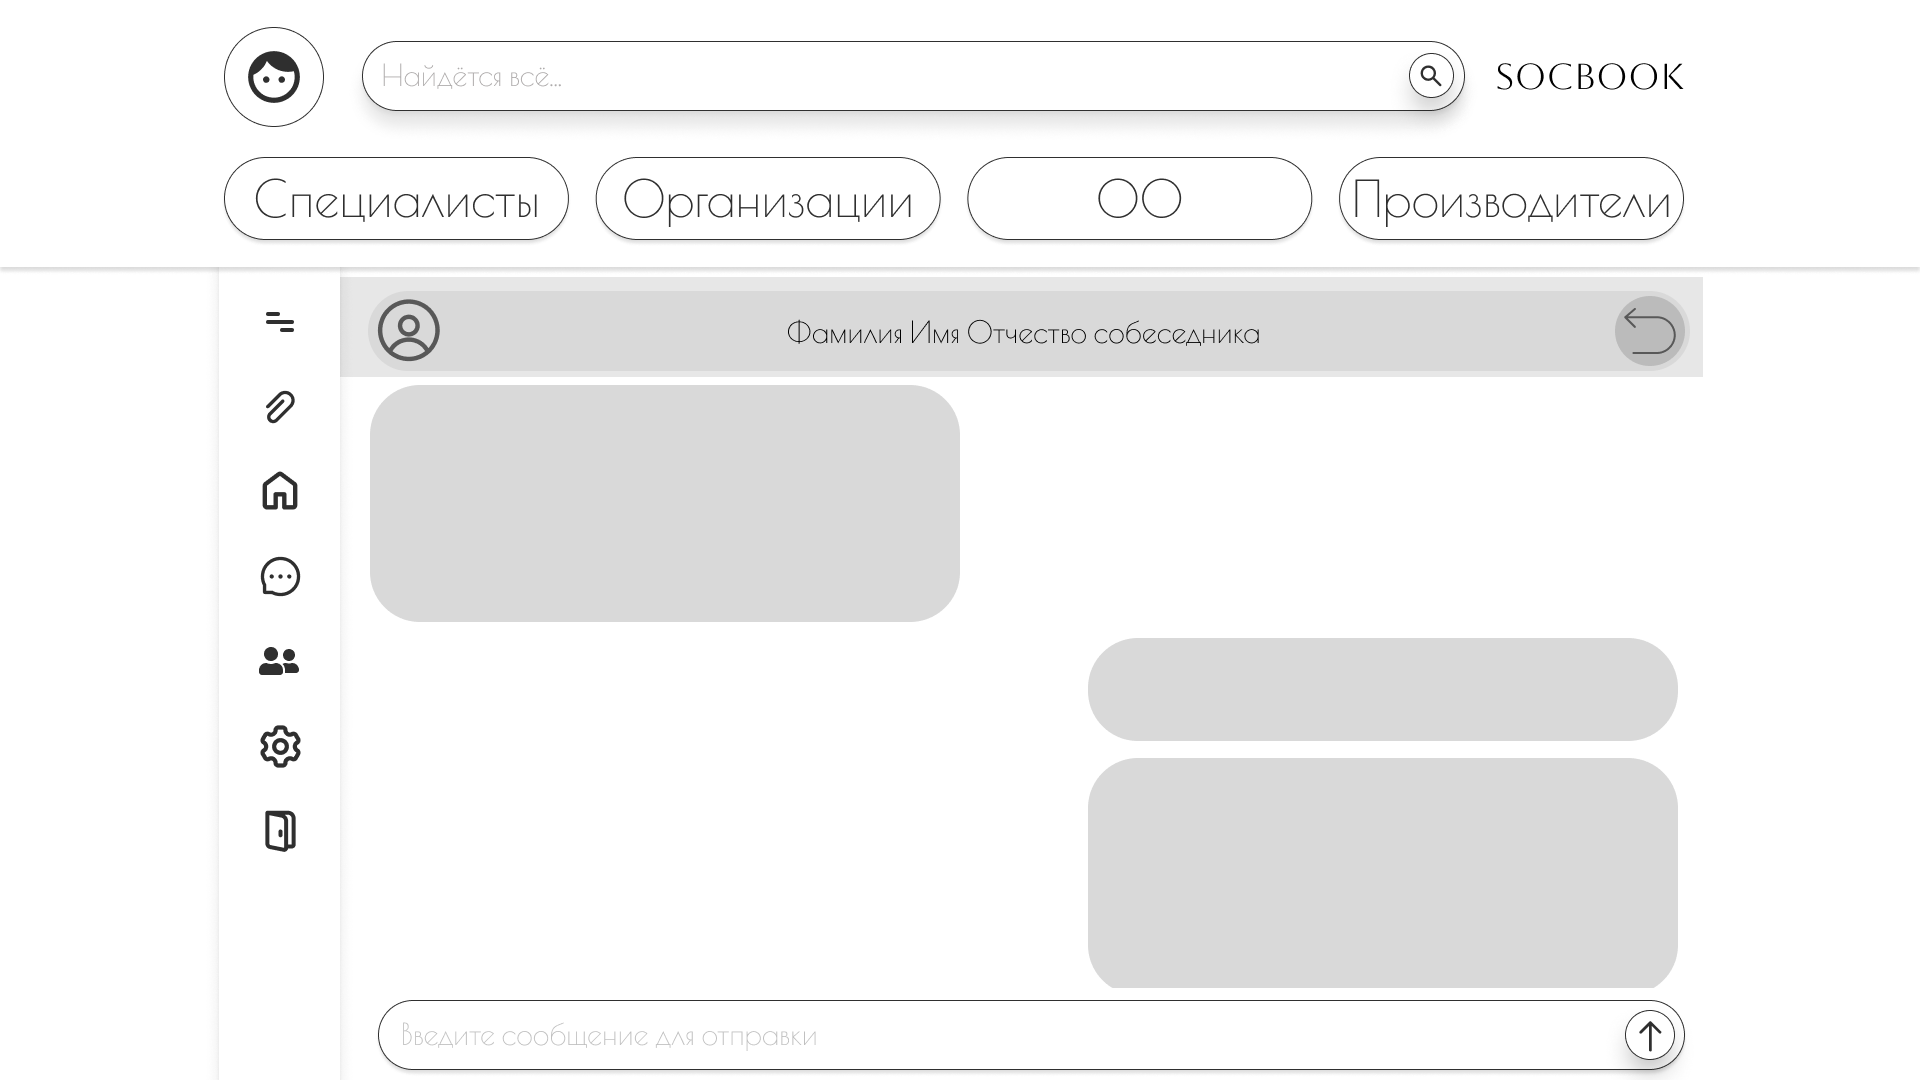 Найдётся всё...
SOCBOOK
Специалисты
Организации
ОО
Производители
Фамилия Имя Отчество собеседника
Введите сообщение для отправки